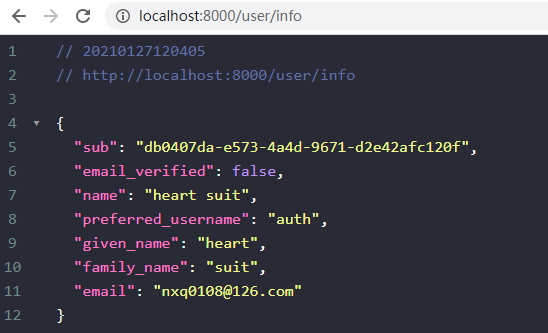 localhost:8000/user/info
1 // 20210127120405
2 // http://localhost:8000/user/info
3
4 {
5 "sub": "db0407da-e573-4a4d-9671-d2e42afc120f",
6 "email_verified": false,
7 "name": "heart suit",
8 "preferred_username": "auth",
9 "given_name": "heart",
10 "family_name": "suit",
11 "email": "nxq0108@126.com"
12 }